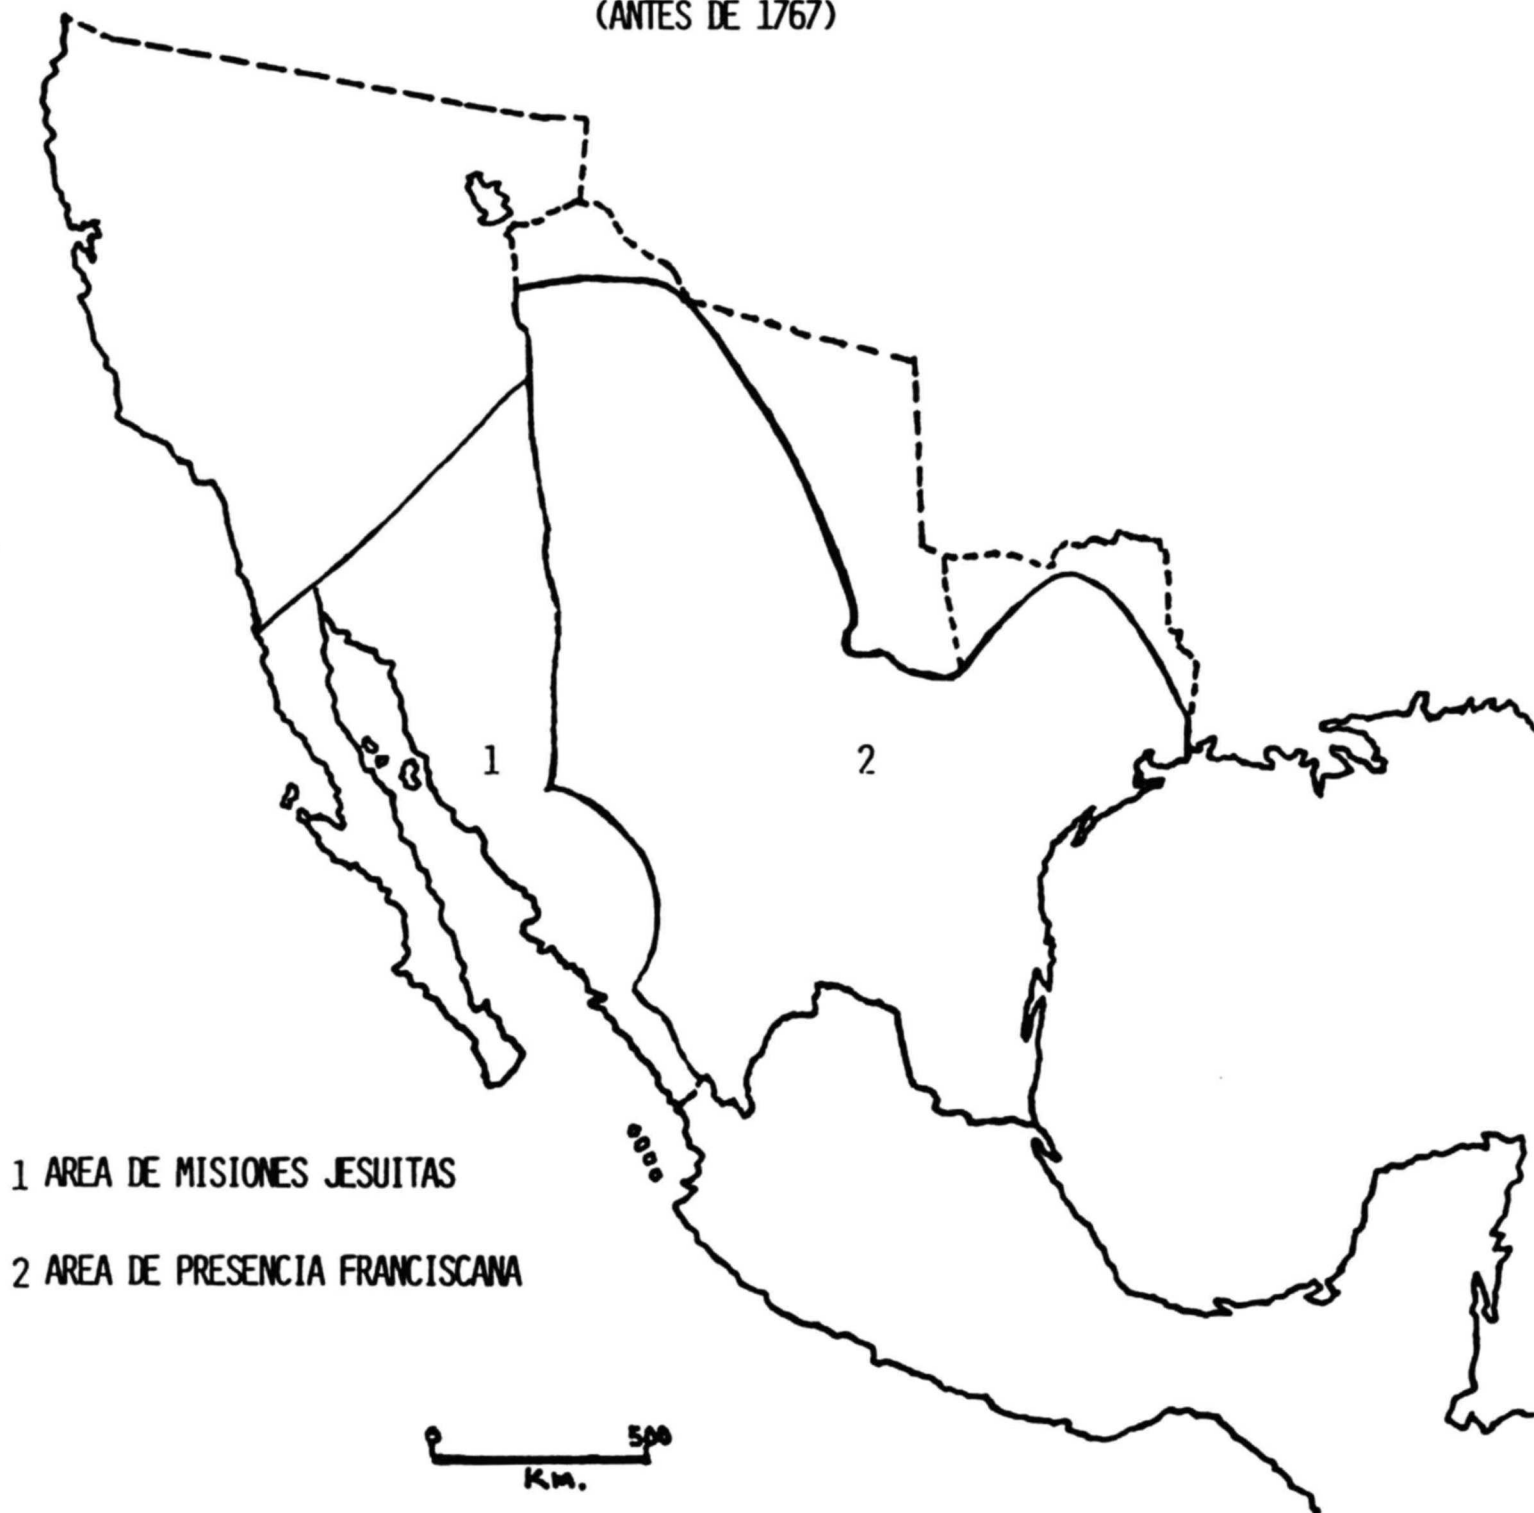 (ANTES DE 1767)
1
2
1 AREA DE MISIONES JESUITAS
2 AREA DE PRESENCIA FRANCISCANA
0 500
Km.